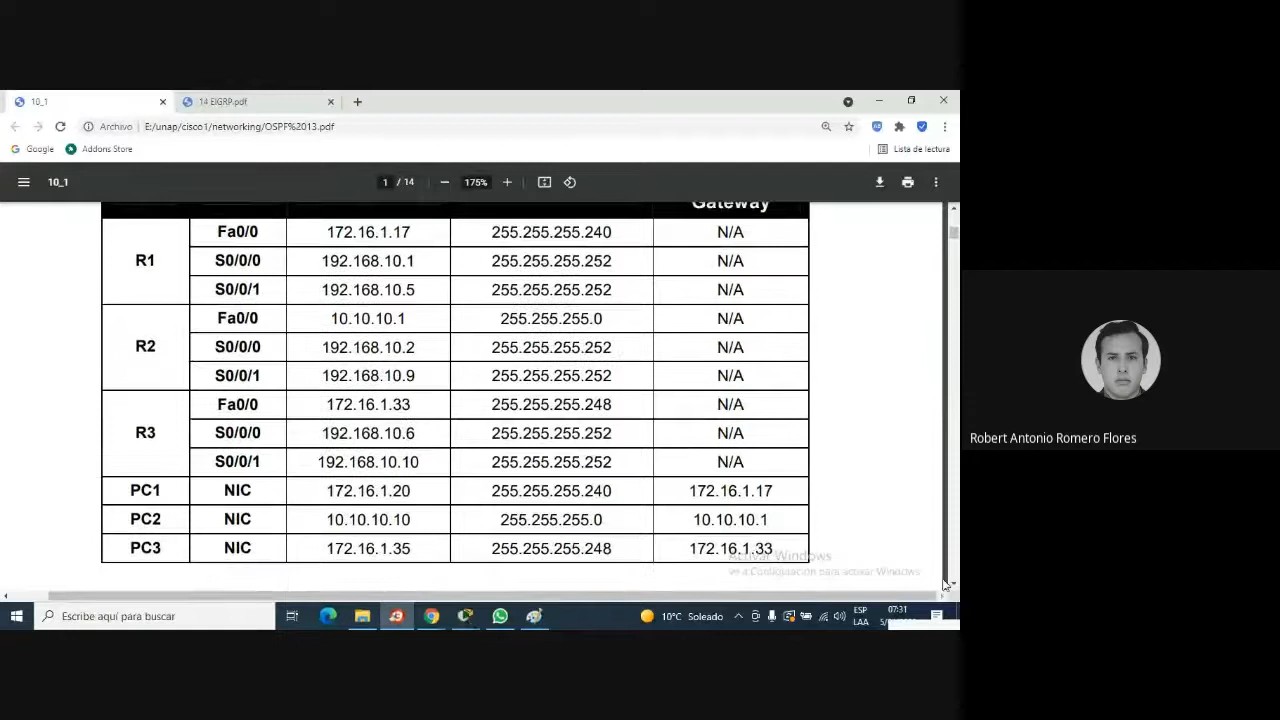 10_1
14 EIGRP.pdf
Archivo E:/unap/cisco1/networking/OSPF%2013.pdf
Google Addons Store Lista de lectura
10_1 1 / 14 175%
Gateway
R1 Fa0/0 172.16.1.17 255.255.255.240 N/A
S0/0/0 192.168.10.1 255.255.255.252 N/A
S0/0/1 192.168.10.5 255.255.255.252 N/A
R2 Fa0/0 10.10.10.1 255.255.255.0 N/A
S0/0/0 192.168.10.2 255.255.255.252 N/A
S0/0/1 192.168.10.9 255.255.255.252 N/A
R3 Fa0/0 172.16.1.33 255.255.255.248 N/A
S0/0/0 192.168.10.6 255.255.255.252 N/A
S0/0/1 192.168.10.10 255.255.255.252 N/A
PC1 NIC 172.16.1.20 255.255.255.240 172.16.1.17
PC2 NIC 10.10.10.10 255.255.255.0 10.10.10.1
PC3 NIC 172.16.1.35 255.255.255.248 172.16.1.33
Activar Windows
Ve a Configuración para activar Windows
Escribe aquí para buscar
10°C Soleado
ESP
LAA
07:31
Robert Antonio Romero Flores